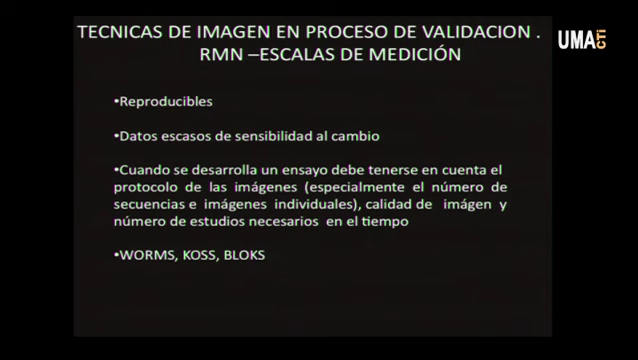 TECNICAS DE IMAGEN EN PROCESO DE VALIDACION .
RMN –ESCALAS DE MEDICIÓN
UMA CTI
•Reproducibles
•Datos escasos de sensibilidad al cambio
•Cuando se desarrolla un ensayo debe tenerse en cuenta el
protocolo de las imágenes (especialmente el número de
secuencias e imágenes individuales), calidad de imágen y
número de estudios necesarios en el tiempo
•WORMS, KOSS, BLOKS